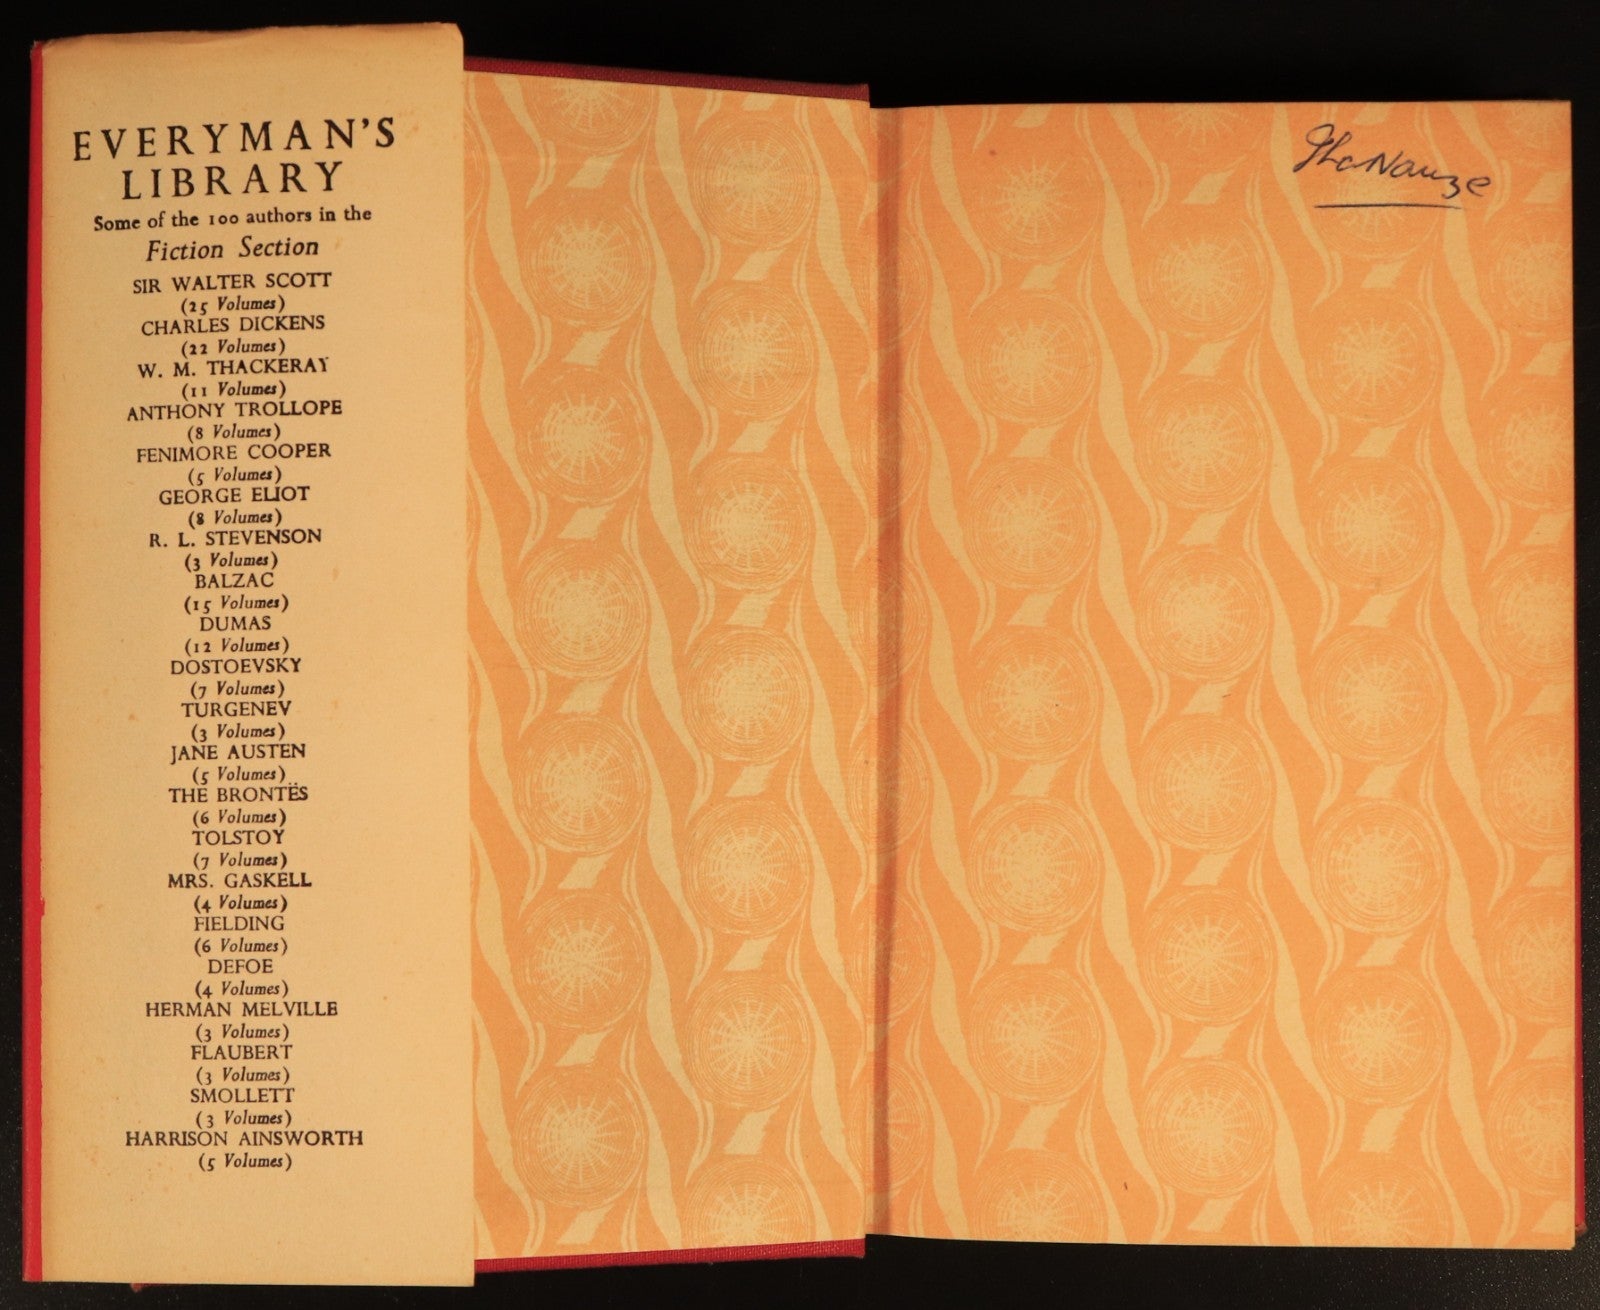 EVERYMAN'S
LIBRARY
Some of the 100 authors in the
Fiction Section
SIR WALTER SCOTT
(25 Volumes)
CHARLES DICKENS
(22 Volumes)
W. M. THACKERAY
(11 Volumes)
ANTHONY TROLLOPE
(8 Volumes)
FENIMORE COOPER
(5 Volumes)
GEORGE ELIOT
(8 Volumes)
R. L. STEVENSON
(3 Volumes)
BALZAC
(15 Volumes)
DUMAS
(12 Volumes)
DOSTOEVSKY
(7 Volumes)
TURGENEV
(3 Volumes)
JANE AUSTEN
(5 Volumes)
THE BRONTËS
(6 Volumes)
TOLSTOY
(7 Volumes)
MRS. GASKELL
(4 Volumes)
FIELDING
(6 Volumes)
DEFOE
(4 Volumes)
HERMAN MELVILLE
(3 Volumes)
FLAUBERT
(3 Volumes)
SMOLLETT
(3 Volumes)
HARRISON AINSWORTH
(5 Volumes)